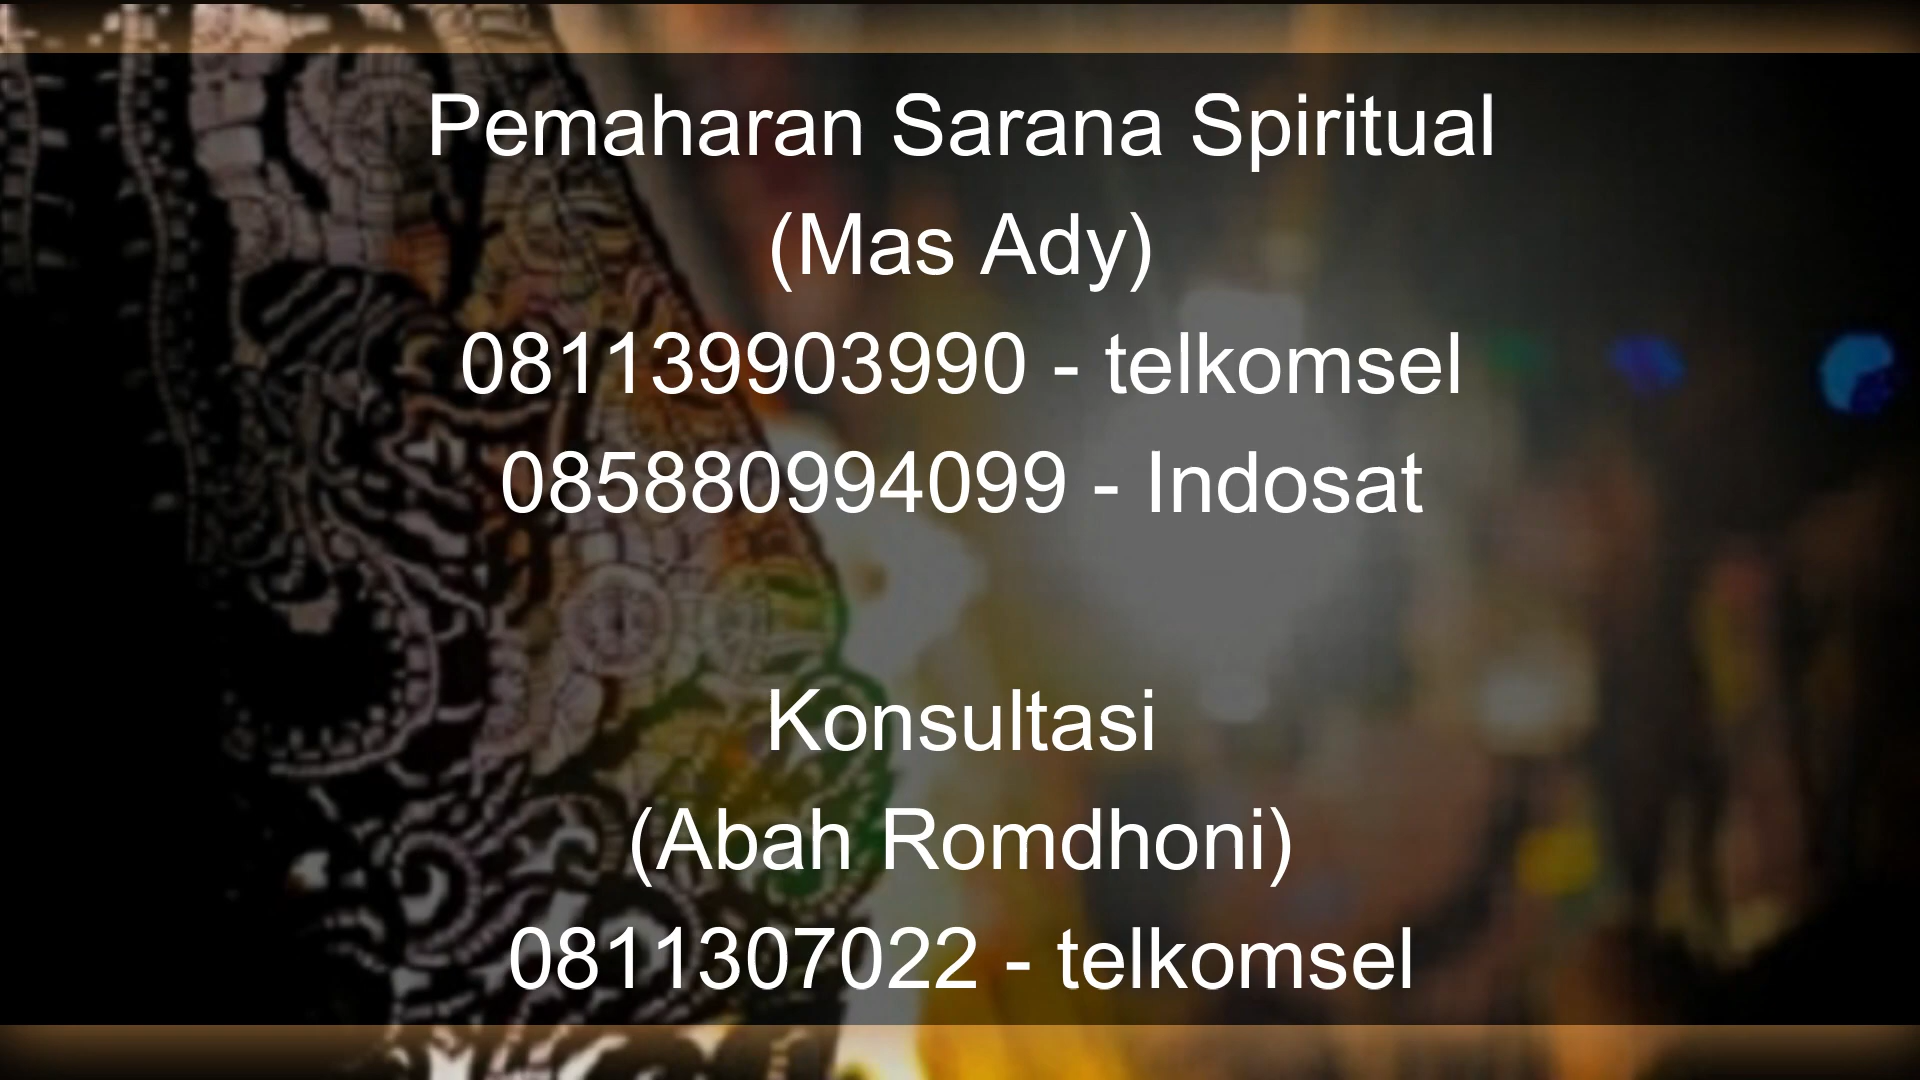 Pemaharan Sarana Spiritual
(Mas Ady)
081139903990 - telkomsel
085880994099 - Indosat
Konsultasi
(Abah Romdhoni)
0811307022 - telkomsel